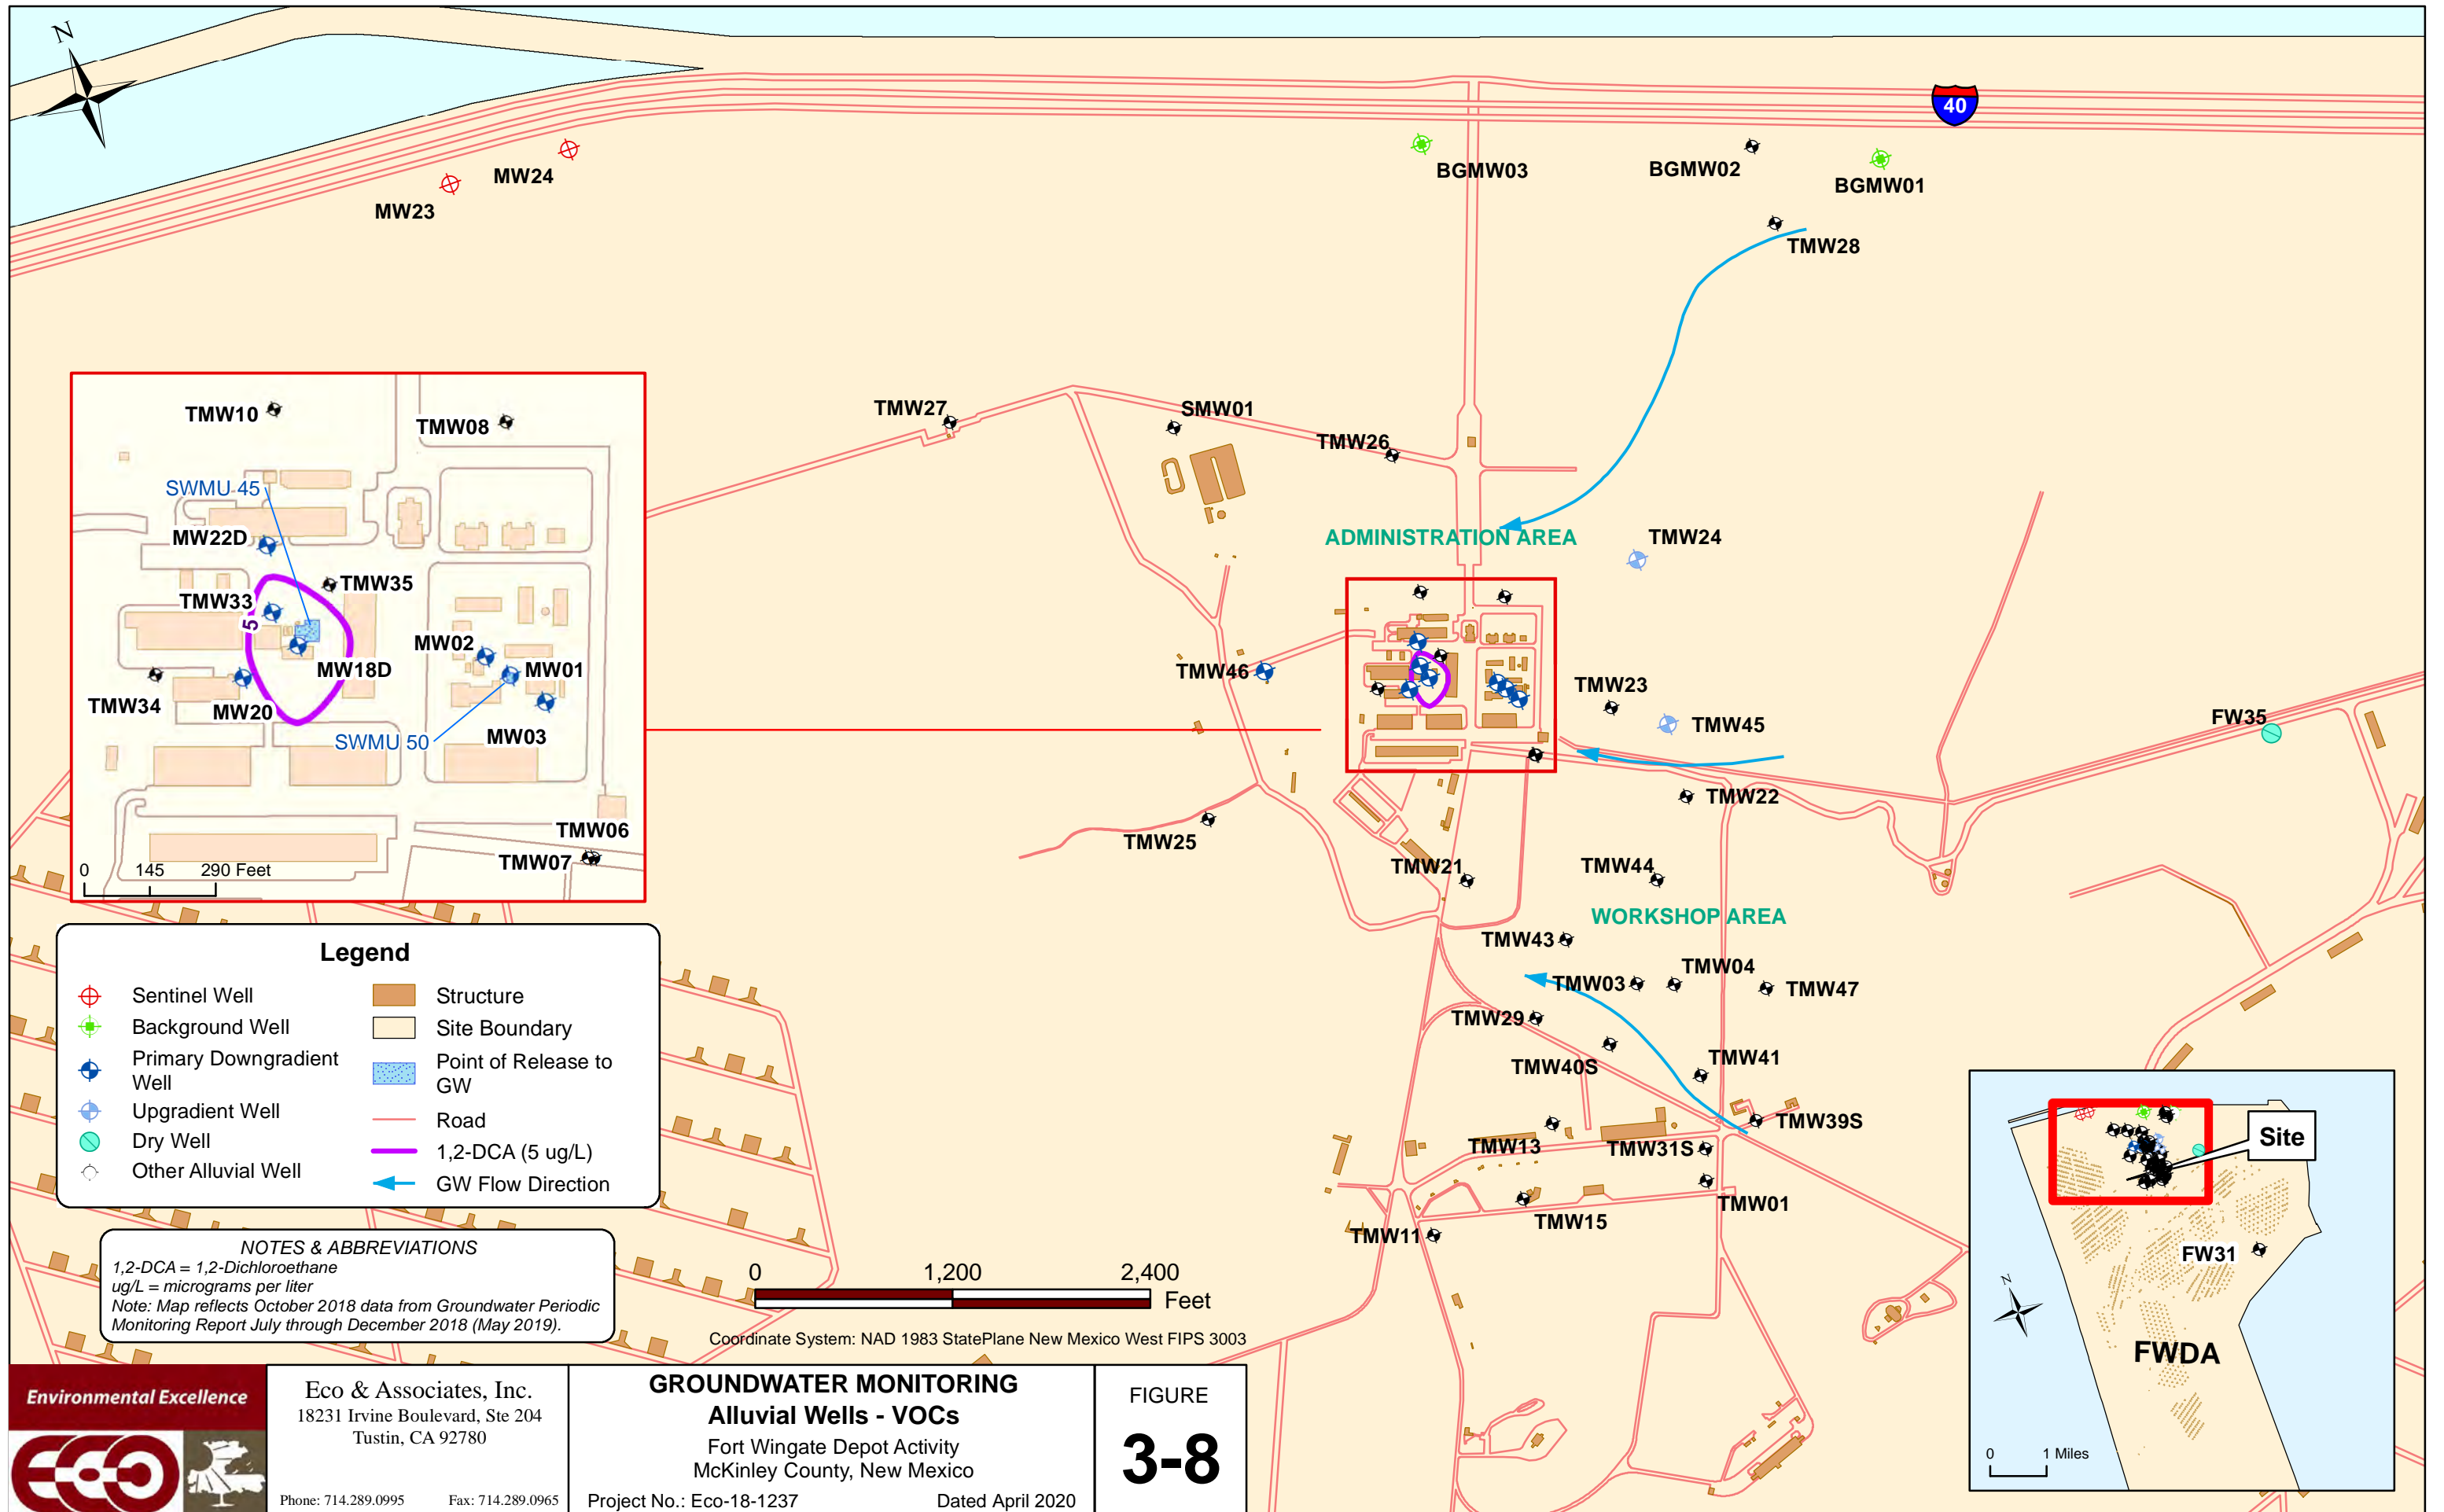 N
40
MW24
MW23
BGMW03
BGMW02
BGMW01
TMW28
TMW27
SMW01
TMW26
ADMINISTRATION AREA
TMW24
TMW46
TMW23
TMW45
FW35
TMW22
TMW25
TMW21
TMW44
WORKSHOP AREA
TMW43
TMW03
TMW04
TMW47
TMW29
TMW40S
TMW41
TMW39S
TMW13
TMW31S
TMW01
TMW15
TMW11
TMW10
TMW08
SWMU 45
MW22D
TMW35
TMW33
5
MW02
MW01
MW18D
TMW34
MW20
SWMU 50
MW03
TMW06
TMW07
0 145 290 Feet
Legend
Sentinel Well
Background Well
Primary Downgradient
Well
Upgradient Well
Dry Well
Other Alluvial Well
Structure
Site Boundary
Point of Release to
GW
Road
1,2-DCA (5 ug/L)
GW Flow Direction
NOTES & ABBREVIATIONS
1,2-DCA = 1,2-Dichloroethane
ug/L = micrograms per liter
Note: Map reflects October 2018 data from Groundwater Periodic
Monitoring Report July through December 2018 (May 2019).
0 1,200 2,400
Feet
Coordinate System: NAD 1983 StatePlane New Mexico West FIPS 3003
Site
FW31
N
FWDA
0 1 Miles
Environmental Excellence
ECO
Eco & Associates, Inc.
18231 Irvine Boulevard, Ste 204
Tustin, CA 92780
Phone: 714.289.0995 Fax: 714.289.0965
GROUNDWATER MONITORING
Alluvial Wells - VOCs
Fort Wingate Depot Activity
McKinley County, New Mexico
Project No.: Eco-18-1237 Dated April 2020
FIGURE
3-8